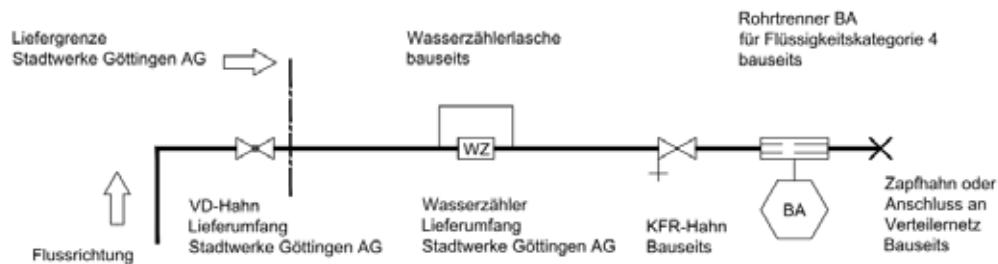 Liefergrenze
Stadtwerke Göttingen AG
Wasserzählerlasche
bauseits
Rohrtrenner BA
für Flüssigkeitskategorie 4
bauseits
WZ
BA
Flussrichtung
VD-Hahn
Lieferumfang
Stadtwerke Göttingen AG
Wasserzähler
Lieferumfang
Stadtwerke Göttingen AG
KFR-Hahn
Bauseits
Zapfhahn oder
Anschluss an
Verteilernetz
Bauseits